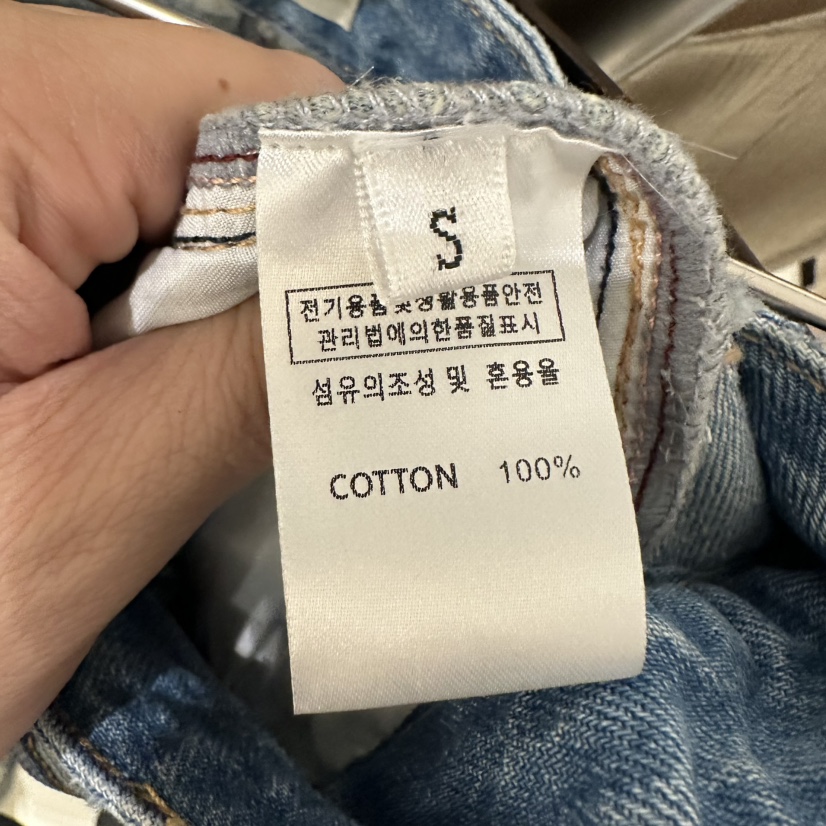 S
전기용품및생활용품안전
관리법에의한품질표시
섬유의조성 및 혼용율
COTTON 100%